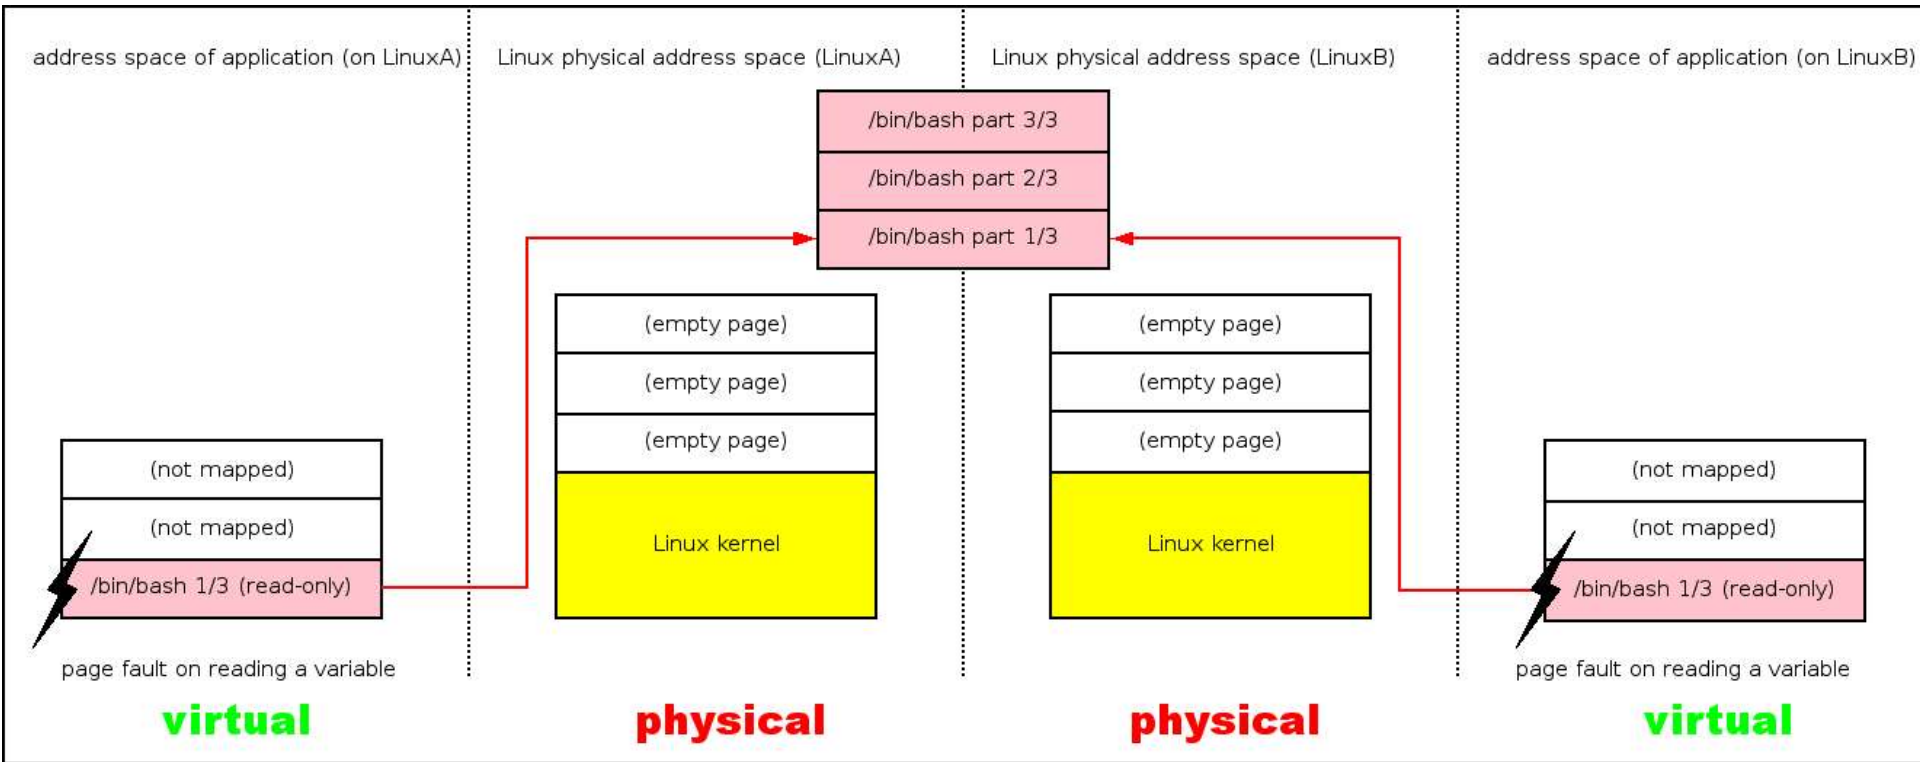 address space of application (on LinuxA)
Linux physical address space (LinuxA)
Linux physical address space (LinuxB)
address space of application (on LinuxB)
/bin/bash part 3/3
/bin/bash part 2/3
/bin/bash part 1/3
(empty page)
(empty page)
(empty page)
(empty page)
(empty page)
(empty page)
(not mapped)
(not mapped)
(not mapped)
(not mapped)
Linux kernel
Linux kernel
/bin/bash 1/3 (read-only)
/bin/bash 1/3 (read-only)
page fault on reading a variable
page fault on reading a variable
virtual
physical
physical
virtual